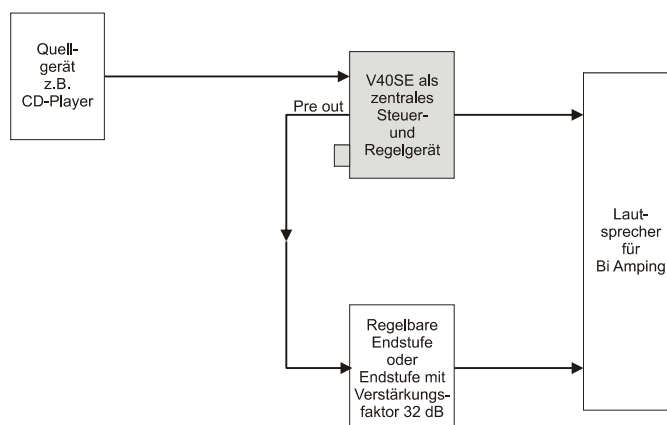 Quell-
gerät
z.B.
CD-Player
V40SE als
zentrales
Steuer-
und
Regelgerät
Pre out
Laut-
sprecher
für
Bi Amping
Regelbare
Endstufe
oder
Endstufe mit
Verstärkungs-
faktor 32 dB